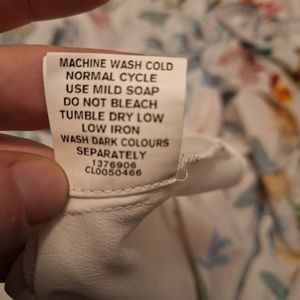 MACHINE WASH COLD
NORMAL CYCLE
USE MILD SOAP
DO NOT BLEACH
TUMBLE DRY LOW
LOW IRON
WASH DARK COLOURS
SEPARATELY
1376906
CL0050466